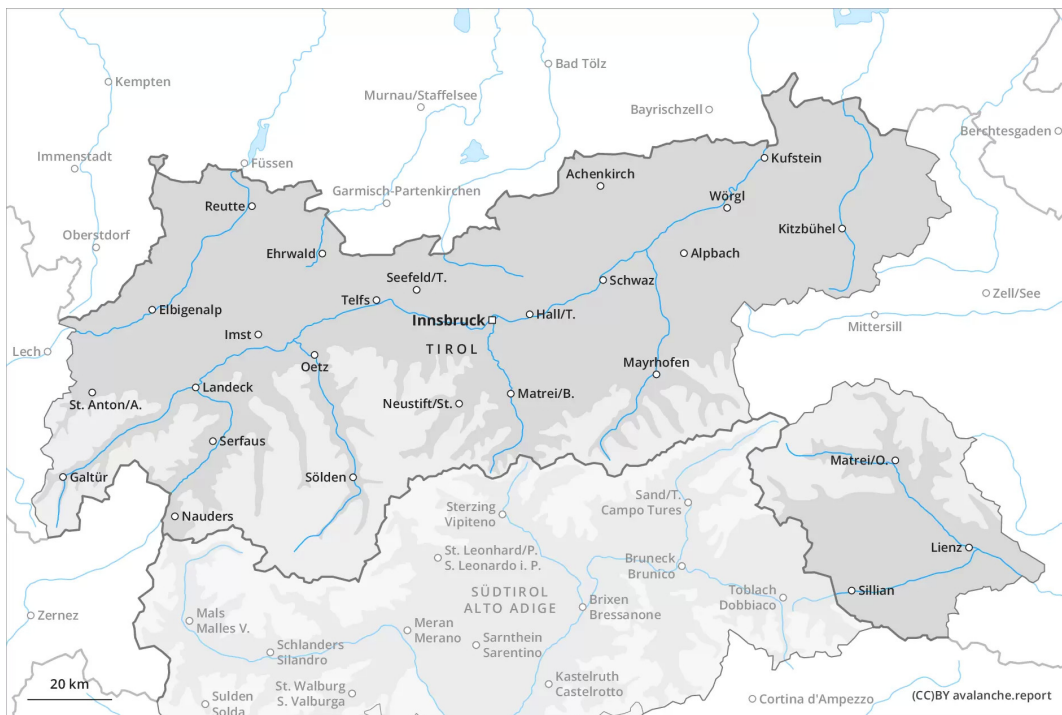 Kempten
Bad Tölz
Murnau/Staffelsee
Bayrischzell
Berchtesgaden
Immenstadt
Füssen
Kufstein
Garmisch-Partenkirchen
Achenkirch
Reutte
Wörgl
Oberstdorf
Kitzbühel
Ehrwald
Alpbach
Seefeld/T.
Schwaz
Zell/See
Telfs
Elbigenalp
Innsbruck
Hall/T.
Mittersill
Imst
TIROL
Lech
Oetz
Mayrhofen
Landeck
St. Anton/A.
Neustift/St.
Matrei/B.
Serfaus
Matrei/O.
Galtür
Sölden
Sand/T.
Campo Tures
Sterzing
Vipiteno
Nauders
Lienz
St. Leonhard/P.
S. Leonardo i. P.
Bruneck
Brunico
SÜDTIROL
ALTO ADIGE
Toblach
Dobbiaco
Sillian
Brixen
Bressanone
Zernez
Mals
Malles V.
Meran
Merano
Sarnthein
Sarentino
Schlanders
Silandro
Kastelruth
Castelrotto
20 km
St. Walburg
S. Valburga
Sulden
Solda
Cortina d'Ampezzo
(CC)BY avalanche.report